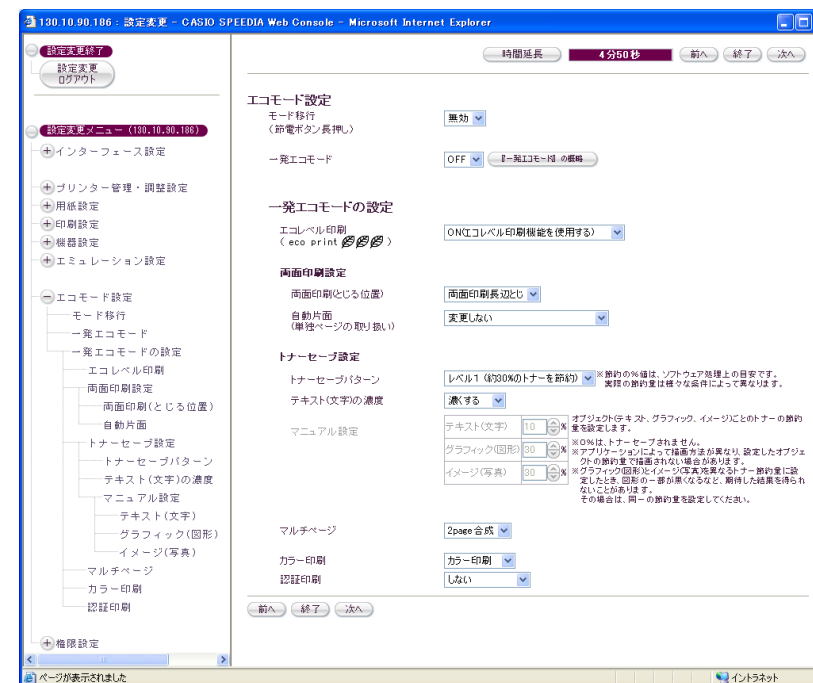 130.10.90.186 : 設定変更 - CASIO SPEEDIA Web Console - Microsoft Internet Explorer
設定変更終了
設定変更
ログアウト
設定変更メニュー (130.10.90.186)
インターフェース設定
プリンター管理・調整設定
用紙設定
印刷設定
機器設定
エミュレーション設定
エコモード設定
モード移行
一発エコモード
一発エコモードの設定
エコレベル印刷
両面印刷設定
両面印刷(とじる位置)
自動片面
トナーセーブ設定
トナーセーブパターン
テキスト(文字)の濃度
マニュアル設定
テキスト(文字)
グラフィック(図形)
イメージ(写真)
マルチページ
カラー印刷
認証印刷
権限設定
時間延長 4分50秒 前へ 終了 次へ
エコモード設定
モード移行
(節電ボタン長押し)
無効
一発エコモード OFF 『一発エコモード』の概略
一発エコモードの設定
エコレベル印刷
( eco print )
ON(エコレベル印刷機能を使用する)
両面印刷設定
両面印刷(とじる位置) 両面印刷長辺とじ
自動片面
(単独ページの取り扱い)
変更しない
トナーセーブ設定
トナーセーブパターン レベル1 (約30%のトナーを節約)
※節約の%値は、ソフトウェア処理上の目安です。
実際の節約量は様々な条件によって異なります。
テキスト(文字)の濃度 濃くする
マニュアル設定
テキスト(文字) 10 %
グラフィック(図形) 30 %
イメージ(写真) 30 %
オブジェクト(テキスト、グラフィック、イメージ)ごとのトナーの節約
量を設定します。
※0%は、トナーセーブされません。
※アプリケーションによって描画方法が異なり、設定したオブジェ
クトの節約量で描画されない場合があります。
※グラフィック(図形)とイメージ(写真)を異なるトナー節約量に設
定したとき、図形の一部が黒くなるなど、期待した結果を得られ
ないことがあります。
その場合は、同一の節約量を設定してください。
マルチページ 2page合成
カラー印刷 カラー印刷
認証印刷 しない
前へ 終了 次へ
ページが表示されました
イントラネット